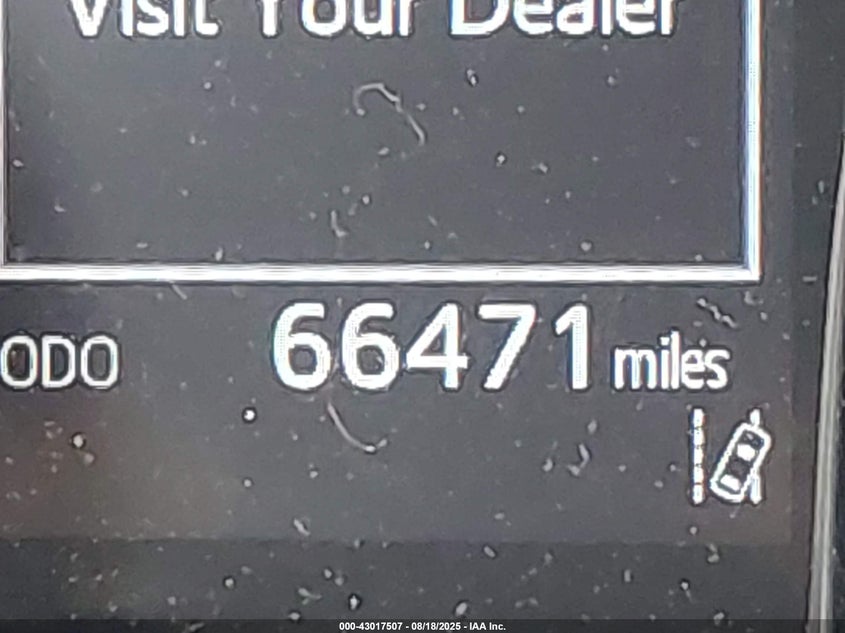 Visit Your Dealer
ODO 66471 miles
000-43017507 - 08/18/2025 - IAA Inc.